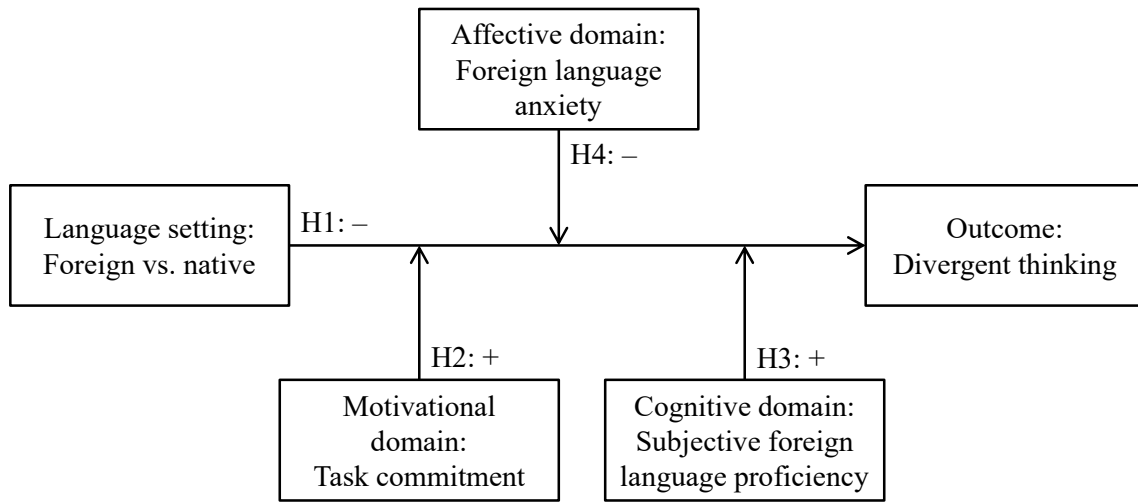 Affective domain:
Foreign language
anxiety
H4: –
Language setting:
Foreign vs. native
H1: –
Outcome:
Divergent thinking
H2: +
H3: +
Motivational
domain:
Task commitment
Cognitive domain:
Subjective foreign
language proficiency